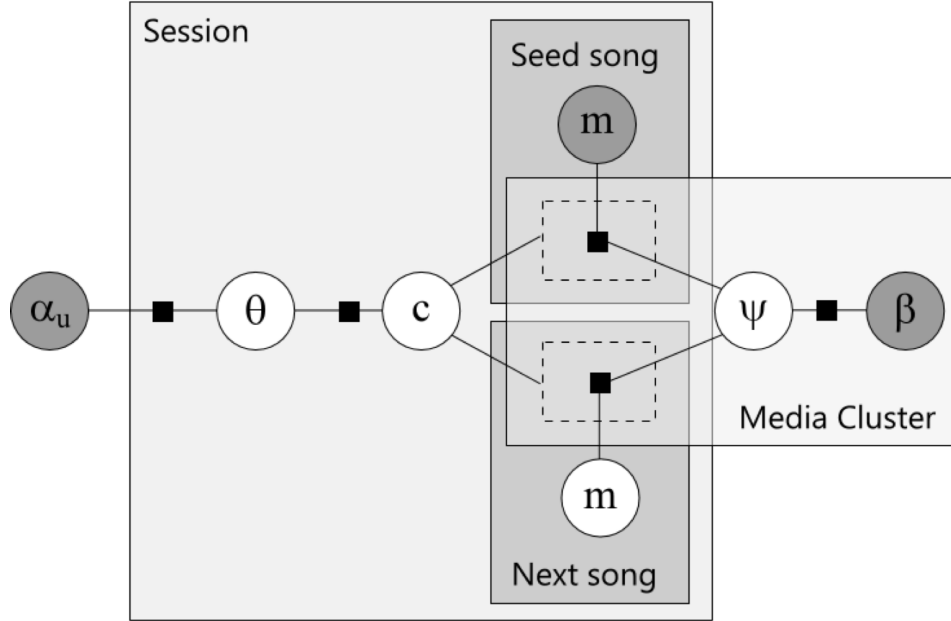 Session
Seed song
m
αu
θ
c
ψ
β
Media Cluster
m
Next song